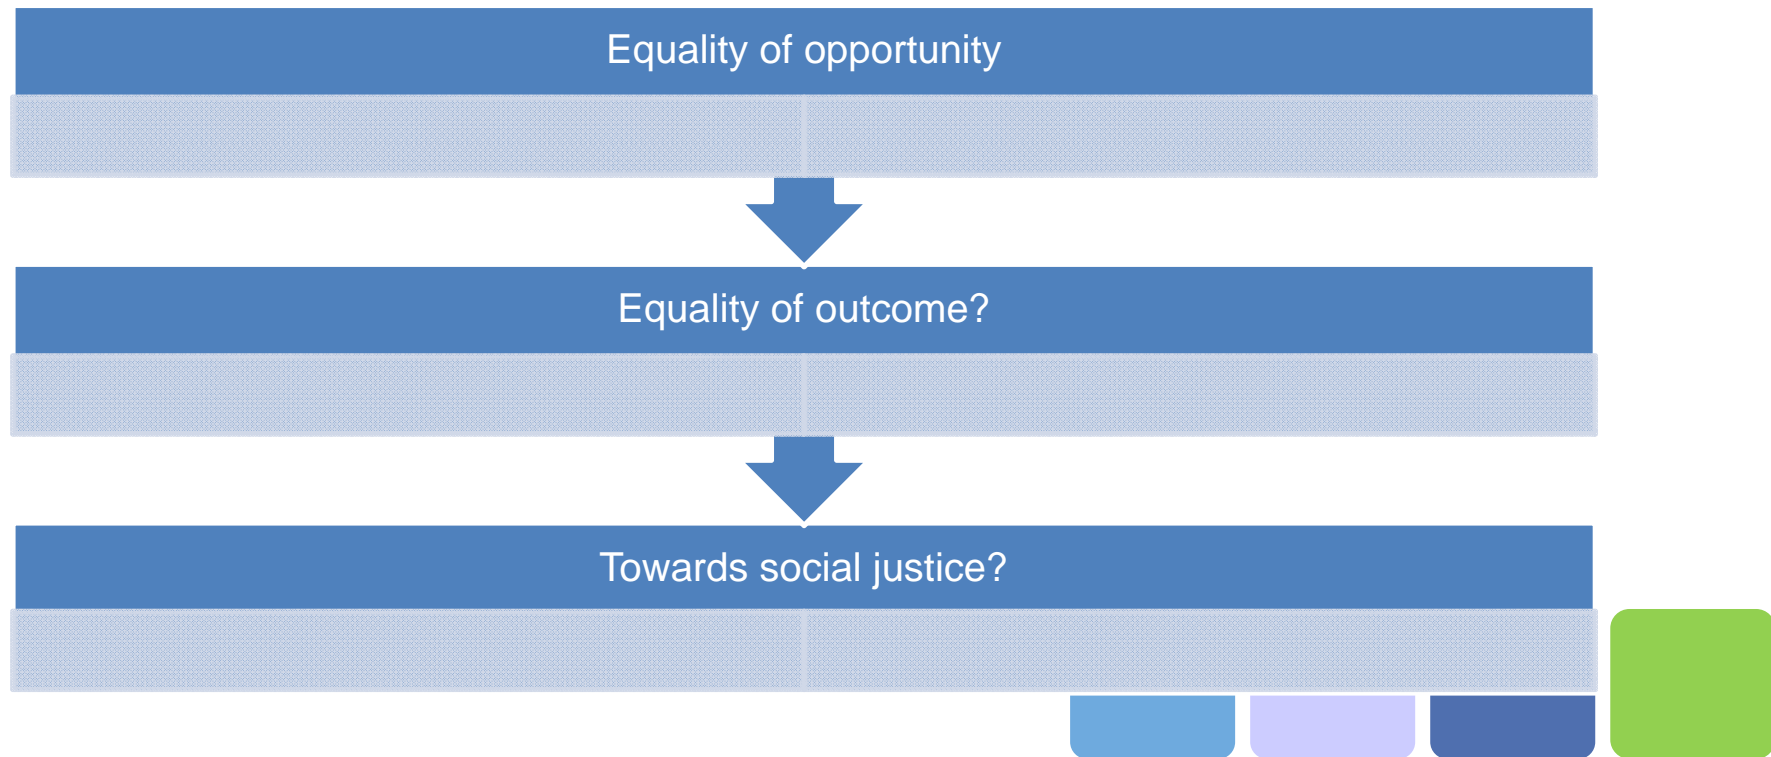 Equality of opportunity
Equality of outcome?
Towards social justice?